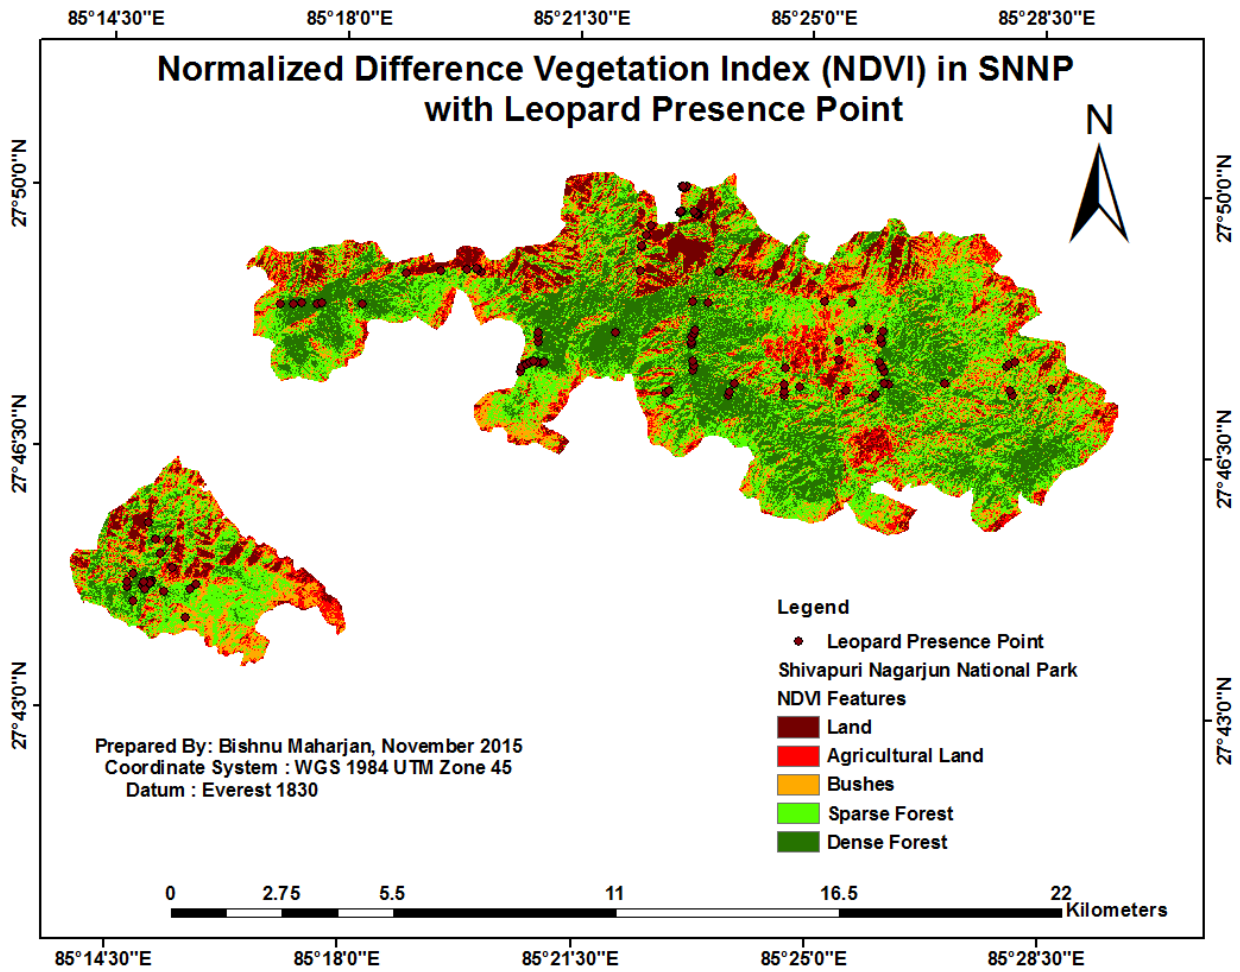 85°14'30"E 85°18'0"E 85°21'30"E 85°25'0"E 85°28'30"E
Normalized Difference Vegetation Index (NDVI) in SNNP
with Leopard Presence Point
N
27°50'0"N
27°50'0"N
27°46'30"N
27°46'30"N
27°43'0"N
27°43'0"N
Legend
Leopard Presence Point
Shivapuri Nagarjun National Park
NDVI Features
Land
Agricultural Land
Bushes
Sparse Forest
Dense Forest
Prepared By: Bishnu Maharjan, November 2015
Coordinate System : WGS 1984 UTM Zone 45
Datum : Everest 1830
0 2.75 5.5 11 16.5 22
Kilometers
85°14'30"E 85°18'0"E 85°21'30"E 85°25'0"E 85°28'30"E